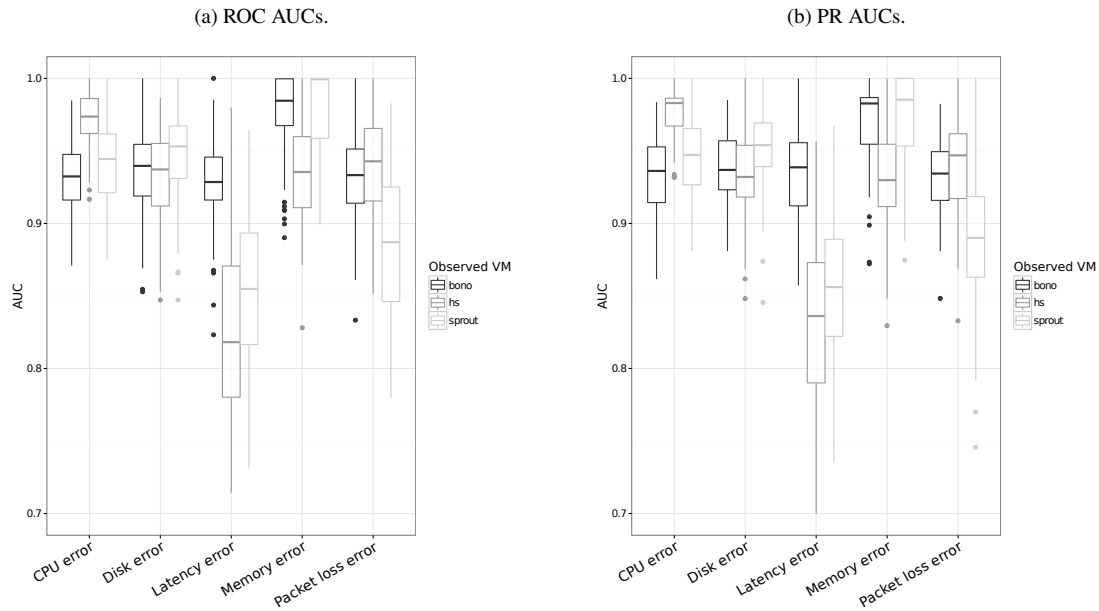 (a) ROC AUCs.
1.0
0.9
0.8
0.7
AUC
CPU error
Disk error
Latency error
Memory error
Packet loss error
Observed VM
bono
hs
sprout
(b) PR AUCs.
1.0
0.9
0.8
0.7
AUC
CPU error
Disk error
Latency error
Memory error
Packet loss error
Observed VM
bono
hs
sprout